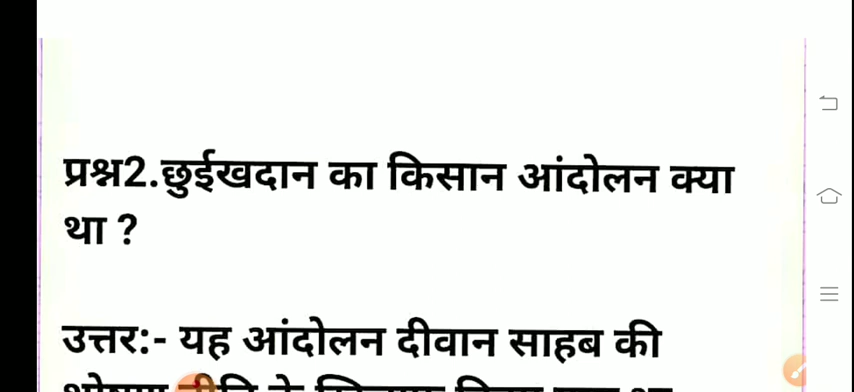 प्रश्न2.छुईखदान का किसान आंदोलन क्या
था ?
उत्तर:- यह आंदोलन दीवान साहब की